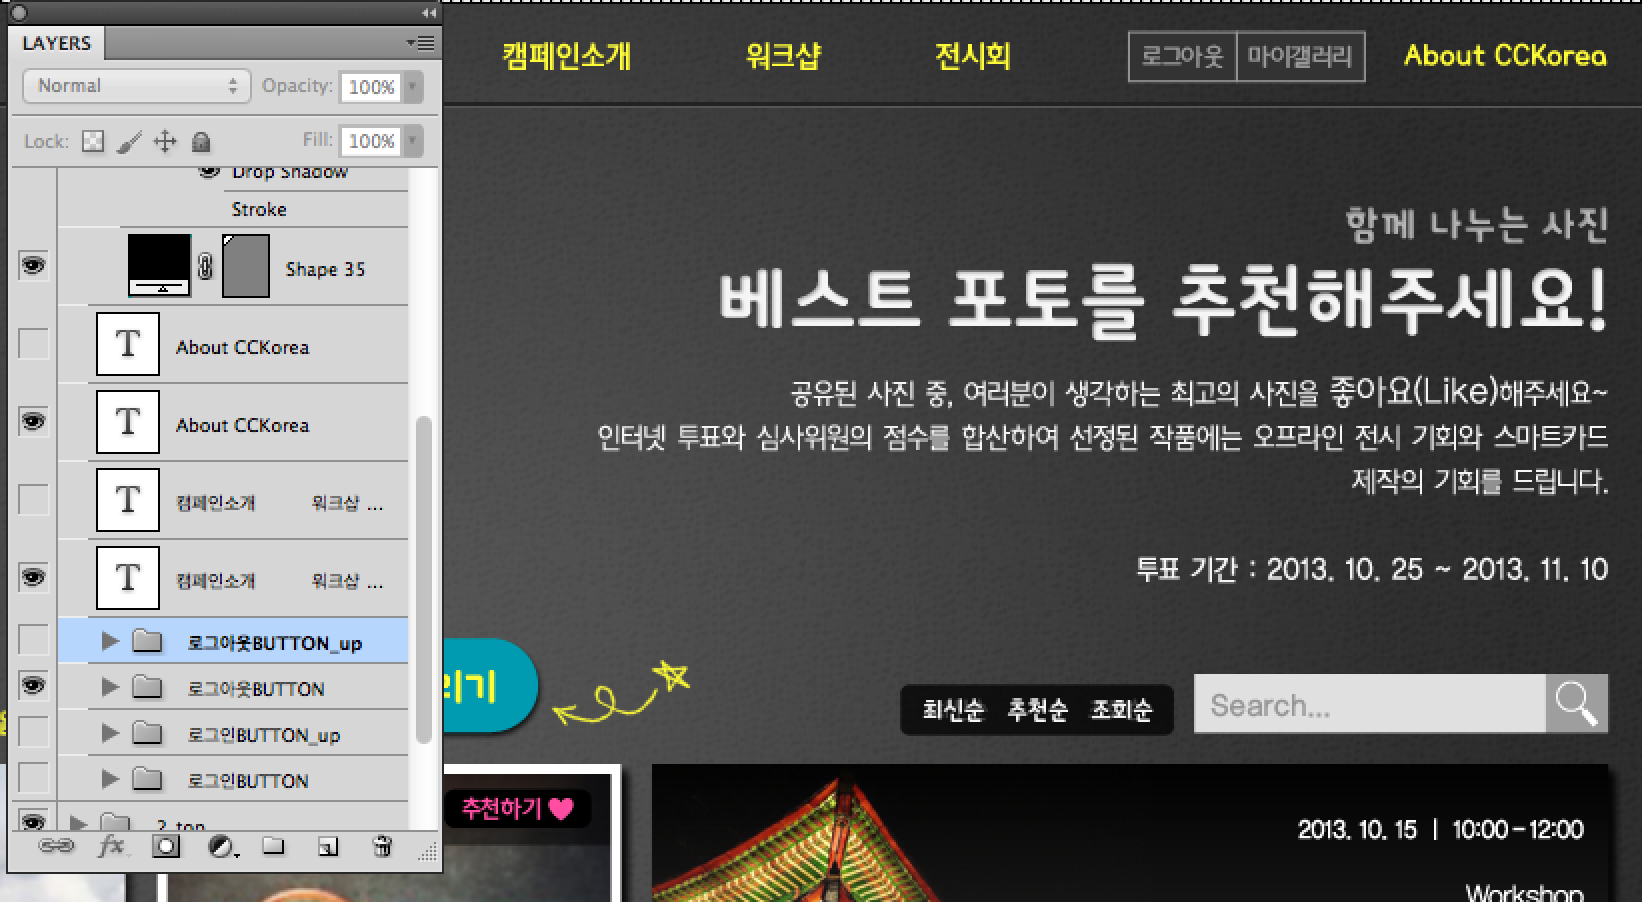 LAYERS
Normal
Opacity: 100%
Lock:
Fill: 100%
Drop Shadow
Stroke
Shape 35
T About CCKorea
T About CCKorea
T 캠페인소개 워크샵 ...
T 캠페인소개 워크샵 ...
로그아웃BUTTON_up
로그아웃BUTTON
로그인BUTTON_up
로그인BUTTON
2 top
fx
캠페인소개 워크샵 전시회 로그아웃 마이갤러리 About CCKorea
함께 나누는 사진
베스트 포토를 추천해주세요!
공유된 사진 중, 여러분이 생각하는 최고의 사진을 좋아요(Like)해주세요~
인터넷 투표와 심사위원의 점수를 합산하여 선정된 작품에는 오프라인 전시 기회와 스마트카드
제작의 기회를 드립니다.
투표 기간 : 2013. 10. 25 ~ 2013. 11. 10
최신순 추천순 조회순
Search...
추천하기
2013. 10. 15 | 10:00-12:00
Workshop